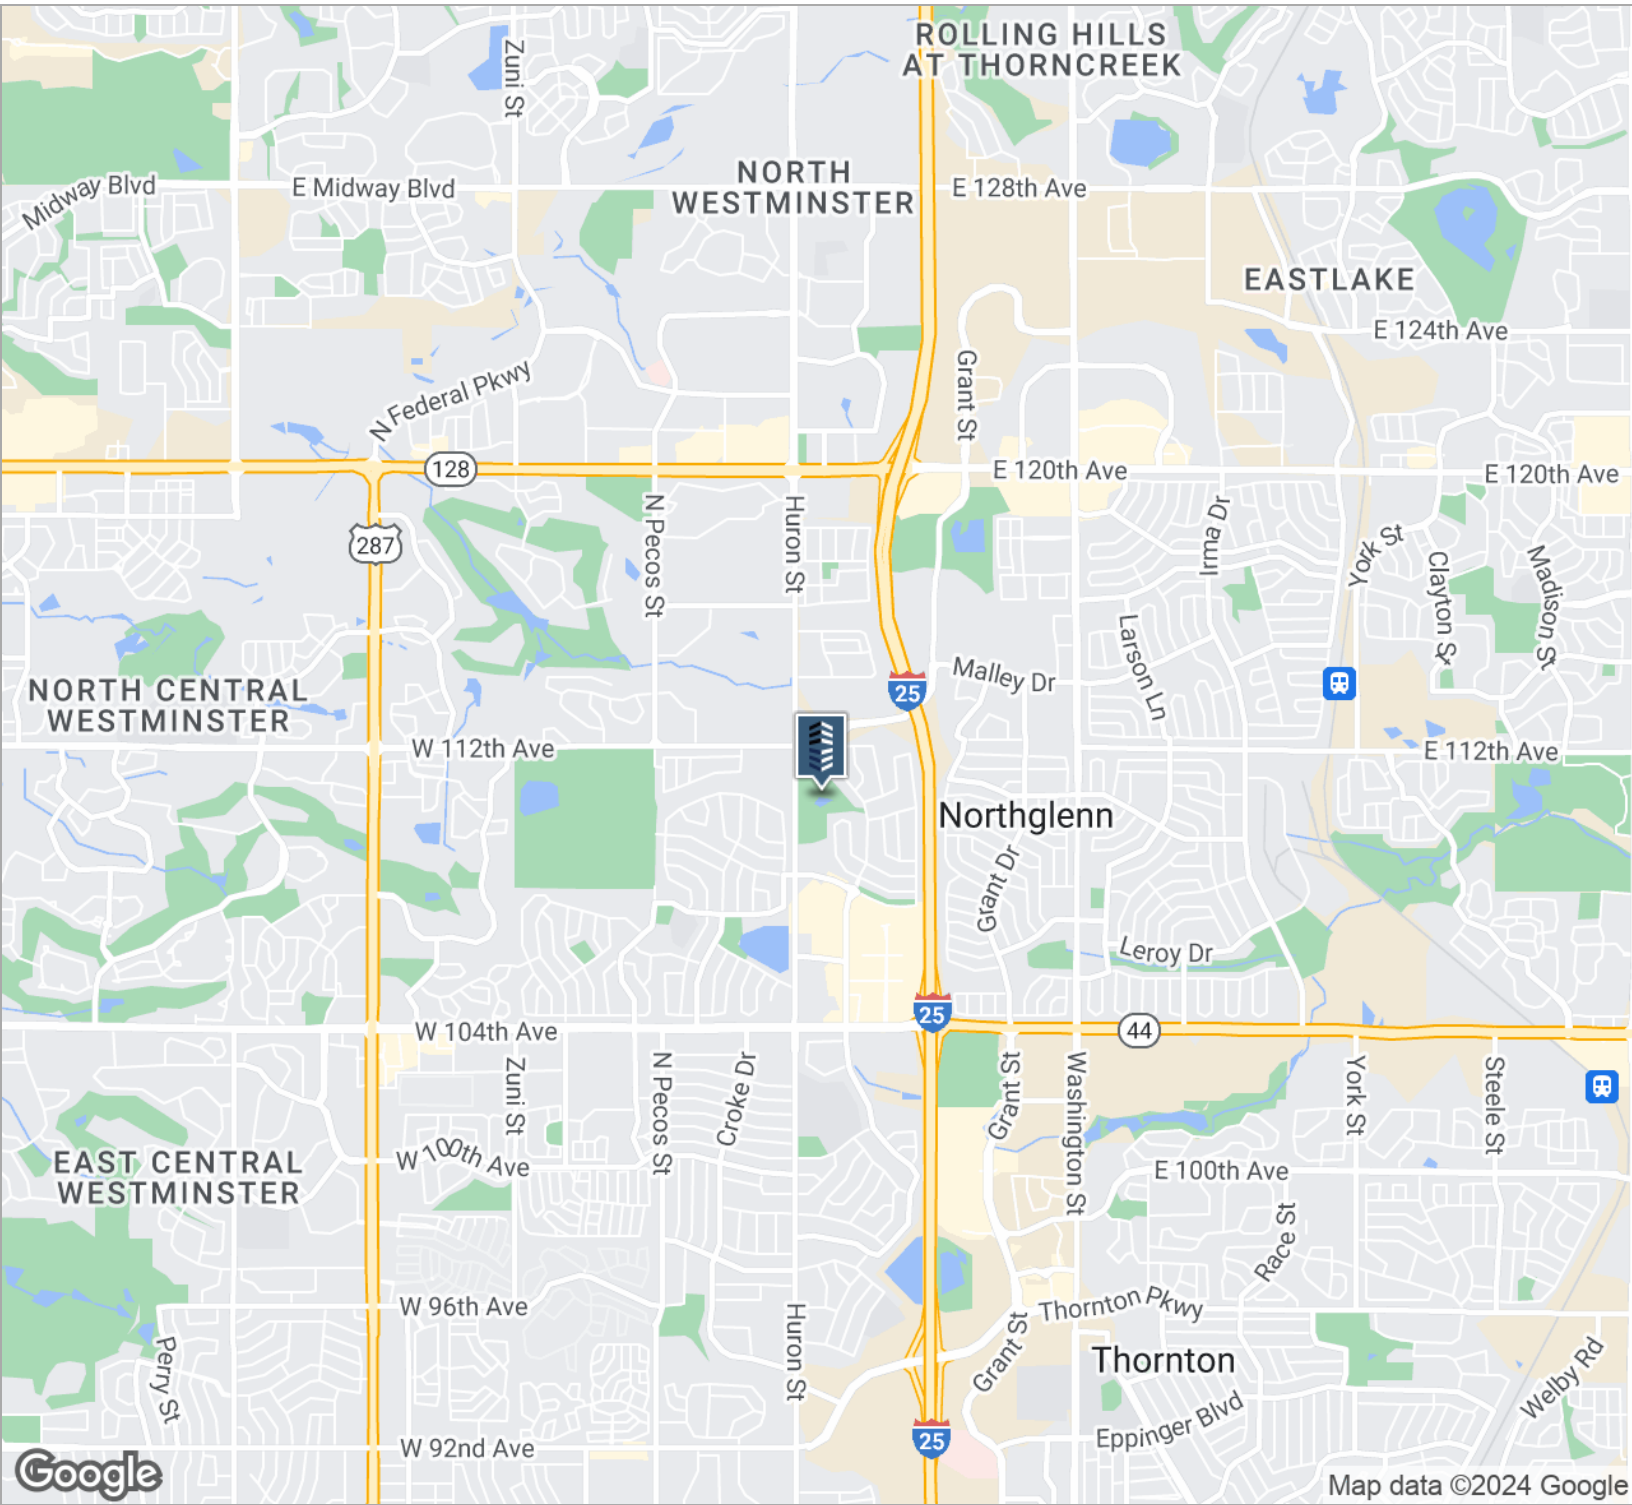 ROLLING HILLS
AT THORNCREEK
Zuni St
NORTH
WESTMINSTER
Midway Blvd
E Midway Blvd
E 128th Ave
EASTLAKE
E 124th Ave
N Federal Pkwy
Grant St
128
E 120th Ave
E 120th Ave
287
N Pecos St
Huron St
Irma Dr
York St
Clayton St
Madison St
Larson Ln
Malley Dr
25
NORTH CENTRAL
WESTMINSTER
W 112th Ave
E 112th Ave
Northglenn
Grant Dr
Leroy Dr
25
W 104th Ave
44
Zuni St
N Pecos St
Croke Dr
Grant St
Washington St
York St
Steele St
EAST CENTRAL
WESTMINSTER
W 100th Ave
E 100th Ave
Race St
W 96th Ave
Thornton Pkwy
Perry St
Huron St
Grant St
Thornton
Welby Rd
Eppinger Blvd
25
W 92nd Ave
Google
Map data ©2024 Google